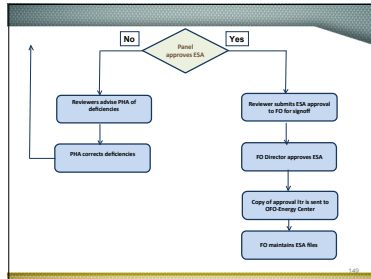 No
Yes
Panel
approves ESA
Reviewers advise PHA of
deficiencies
PHA corrects deficiencies
Reviewer submits ESA approval
to FO for signoff
FO Director approves ESA
Copy of approval ltr is sent to
OFO-Energy Center
FO maintains ESA files
149